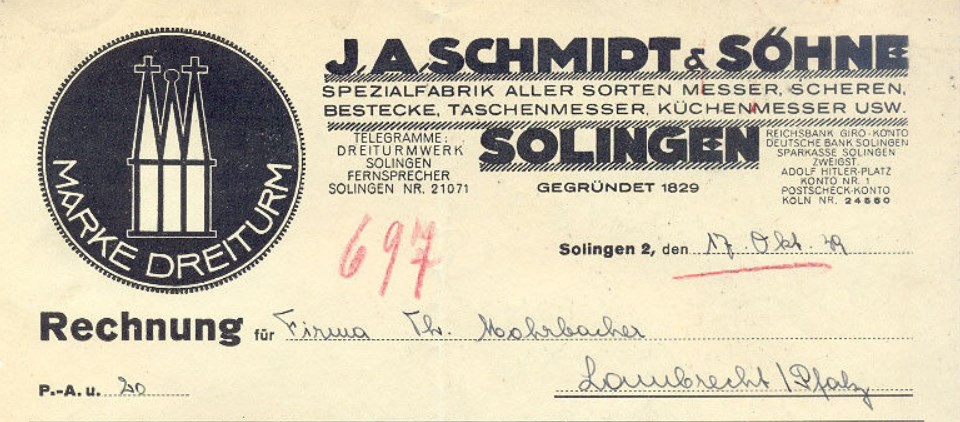 MARKE DREITURM
J, A, SCHMIDT & SÖHNE
SPEZIALFABRIK ALLER SORTEN MESSER, SCHEREN,
BESTECKE, TASCHENMESSER, KÜCHENMESSER USW.
TELEGRAMME:
DREITURMWERK
SOLINGEN
FERNSPRECHER
SOLINGEN NR. 21071
SOLINGEN
GEGRÜNDET 1829
REICHSBANK GIRO-KONTO
DEUTSCHE BANK SOLINGEN
SPARKASSE SOLINGEN
ZWEIGST.
ADOLF HITLER-PLATZ
KONTO NR. 1
POSTSCHECK-KONTO
KÖLN NR. 24560
697
Solingen 2, den 17. Okt. 39
Rechnung für Firma Th. Mohrbacher
Lambrecht / Pfalz
P.-A. u. 20